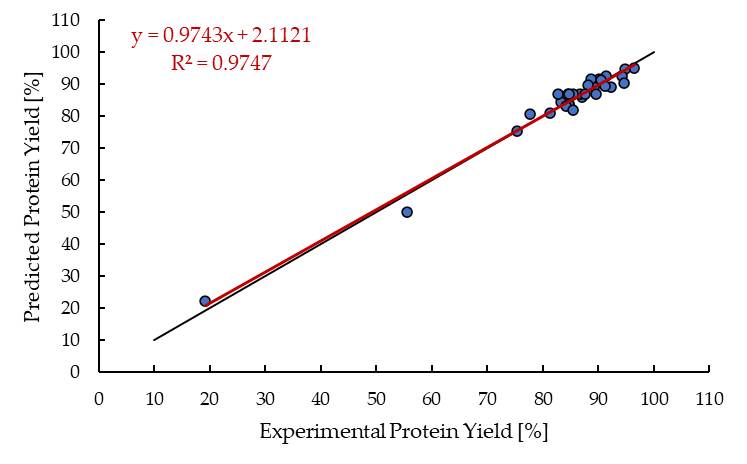 y = 0.9743x + 2.1121
R² = 0.9747
Predicted Protein Yield [%]
110
100
90
80
70
60
50
40
30
20
10
0
0 10 20 30 40 50 60 70 80 90 100 110
Experimental Protein Yield [%]